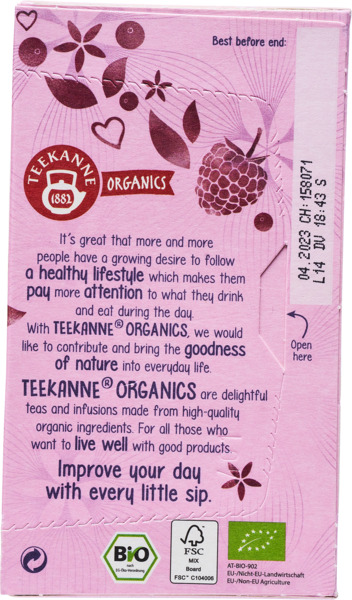 Best before end:
04.2023 CH:158071
L14 DU 18:43 S
TEEKANNE
1882
ORGANICS
It's great that more and more
people have a growing desire to follow
a healthy lifestyle which makes them
pay more attention to what they drink
and eat during the day.
With TEEKANNE® ORGANICS, we would
like to contribute and bring the goodness
of nature into everyday life.
Open
here
TEEKANNE® ORGANICS are delightful
teas and infusions made from high-quality
organic ingredients. For all those who
want to live well with good products.
Improve your day
with every little sip.
Bio
nach
EG-Öko-Verordnung
FSC
MIX
Board
FSC® C104006
AT-BIO-902
EU-/Nicht-EU-Landwirtschaft
EU-/Non-EU Agriculture